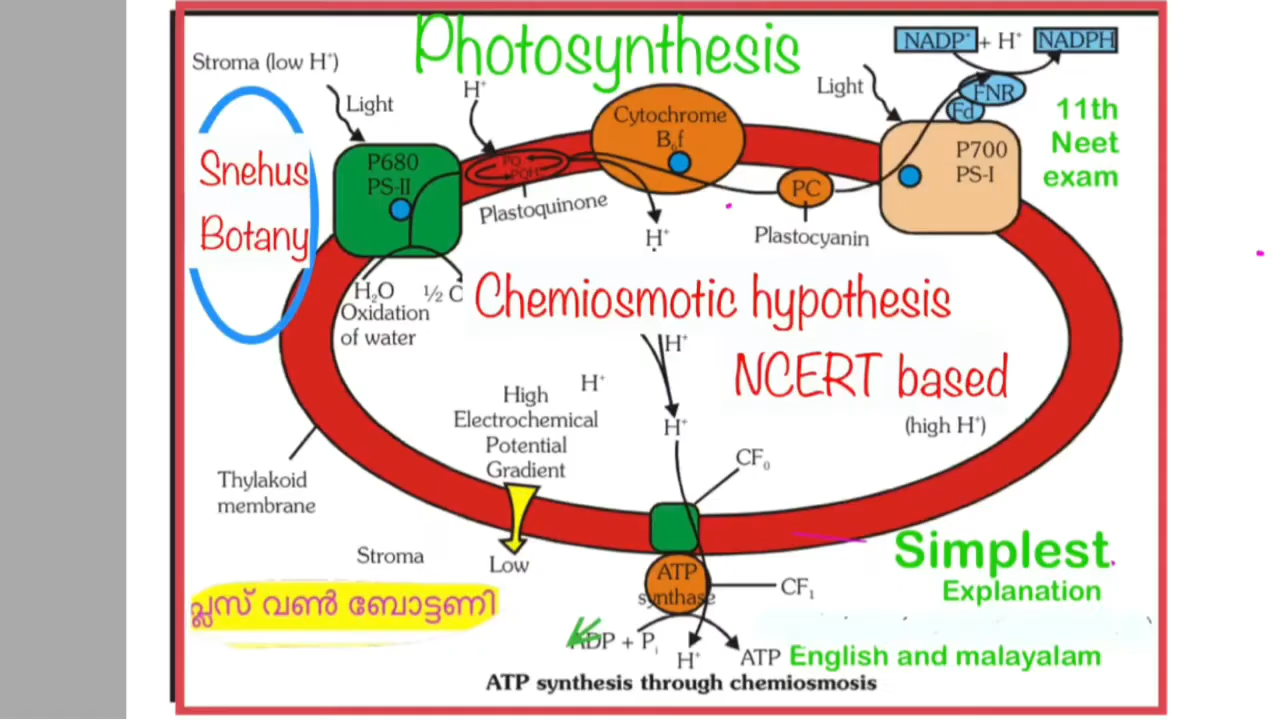 Photosynthesis
NADP⁺ + H⁺ NADPH
Stroma (low H⁺)
Light
H⁺
Light
FNR
Fd
11th
Neet
exam
Snehus
Botany
P680
PS-II
PQ
PQH
Cytochrome
B₆f
P700
PS-I
PC
Plastoquinone
H⁺
Plastocyanin
H₂O ½
Oxidation
of water
Chemiosmotic hypothesis
H⁺
NCERT based
High
Electrochemical
Potential
Gradient
H⁺
H⁺
(high H⁺)
CF₀
Thylakoid
membrane
Stroma
Low
ATP
synthase
CF₁
Simplest.
Explanation
പ്ലസ് വൺ ബോട്ടണി
ADP + Pᵢ
H⁺
ATP
English and malayalam
ATP synthesis through chemiosmosis